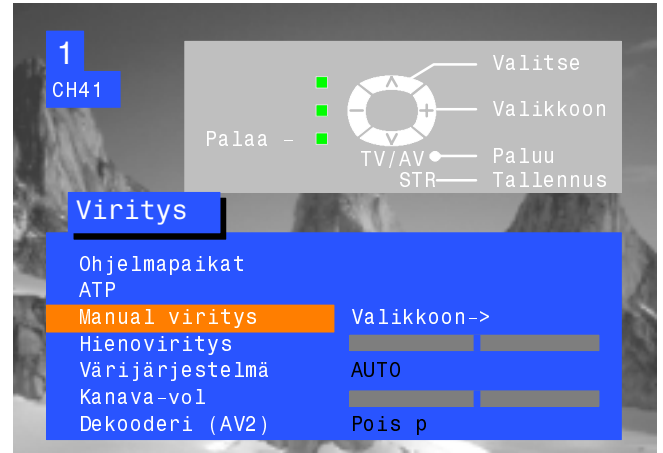 1
CH41
Valitse
Valikkoon
Palaa -
TV/AV Paluu
STR Tallennus
Viritys
Ohjelmapaikat
ATP
Manual viritys Valikkoon->
Hienoviritys
Värijärjestelmä AUTO
Kanava-vol
Dekooderi (AV2) Pois p